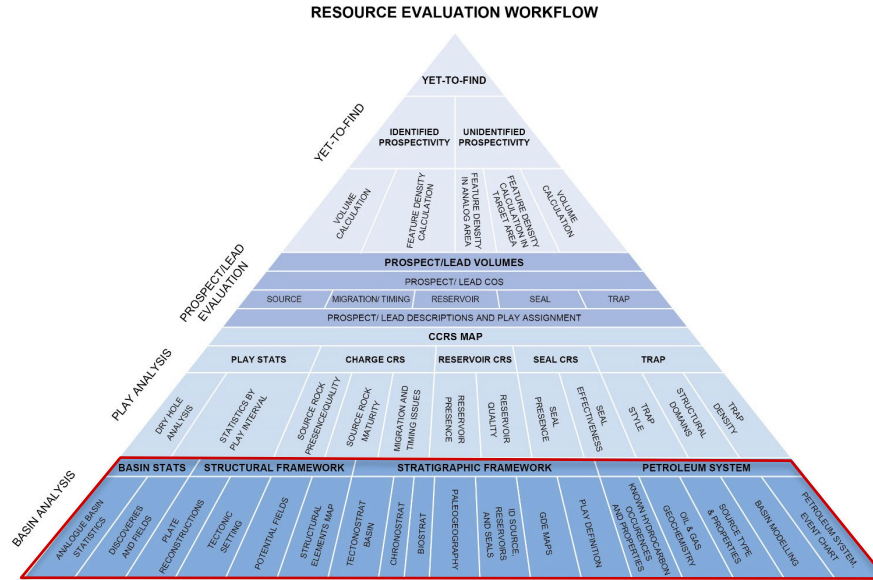 RESOURCE EVALUATION WORKFLOW
YET-TO-FIND
YET-TO-FIND
IDENTIFIED
PROSPECTIVITY
UNIDENTIFIED
PROSPECTIVITY
VOLUME
CALCULATION
FEATURE DENSITY
CALCULATION
FEATURE DENSITY
IN ANALOG AREA
FEATURE DENSITY
CALCULATION IN
TARGET AREA
VOLUME
CALCULATION
PROSPECT/LEAD
EVALUATION
PROSPECT/LEAD VOLUMES
PROSPECT/ LEAD COS
SOURCE
MIGRATION/ TIMING
RESERVOIR
SEAL
TRAP
PROSPECT/ LEAD DESCRIPTIONS AND PLAY ASSIGNMENT
PLAY ANALYSIS
CCRS MAP
PLAY STATS
CHARGE CRS
RESERVOIR CRS
SEAL CRS
TRAP
DRY HOLE
ANALYSIS
STATISTICS BY
PLAY INTERVAL
SOURCE ROCK
PRESENCE/QUALITY
SOURCE ROCK
MATURITY
MIGRATION AND
TIMING ISSUES
RESERVOIR
PRESENCE
RESERVOIR
QUALITY
SEAL
PRESENCE
SEAL
EFFECTIVENESS
TRAP
STYLE
STRUCTURAL
DOMAINS
TRAP
DENSITY
BASIN ANALYSIS
BASIN STATS
STRUCTURAL FRAMEWORK
STRATIGRAPHIC FRAMEWORK
PETROLEUM SYSTEM
ANALOGUE BASIN
STATISTICS
DISCOVERIES
AND FIELDS
PLATE
RECONSTRUCTIONS
TECTONIC
SETTING
POTENTIAL FIELDS
STRUCTURAL
ELEMENTS MAP
TECTONOSTRAT
BASIN
CHRONOSTRAT
BIOSTRAT
PALEOGEOGRAPHY
ID SOURCE,
RESERVOIRS
AND SEALS
GDE MAPS
PLAY DEFINITION
KNOWN HYDROCARBON
OCCURENCES
AND PROPERTIES
OIL & GAS
GEOCHEMISTRY
SOURCE TYPE
& PROPERTIES
BASIN MODELLING
PETROLEUM SYSTEM
EVENT CHART